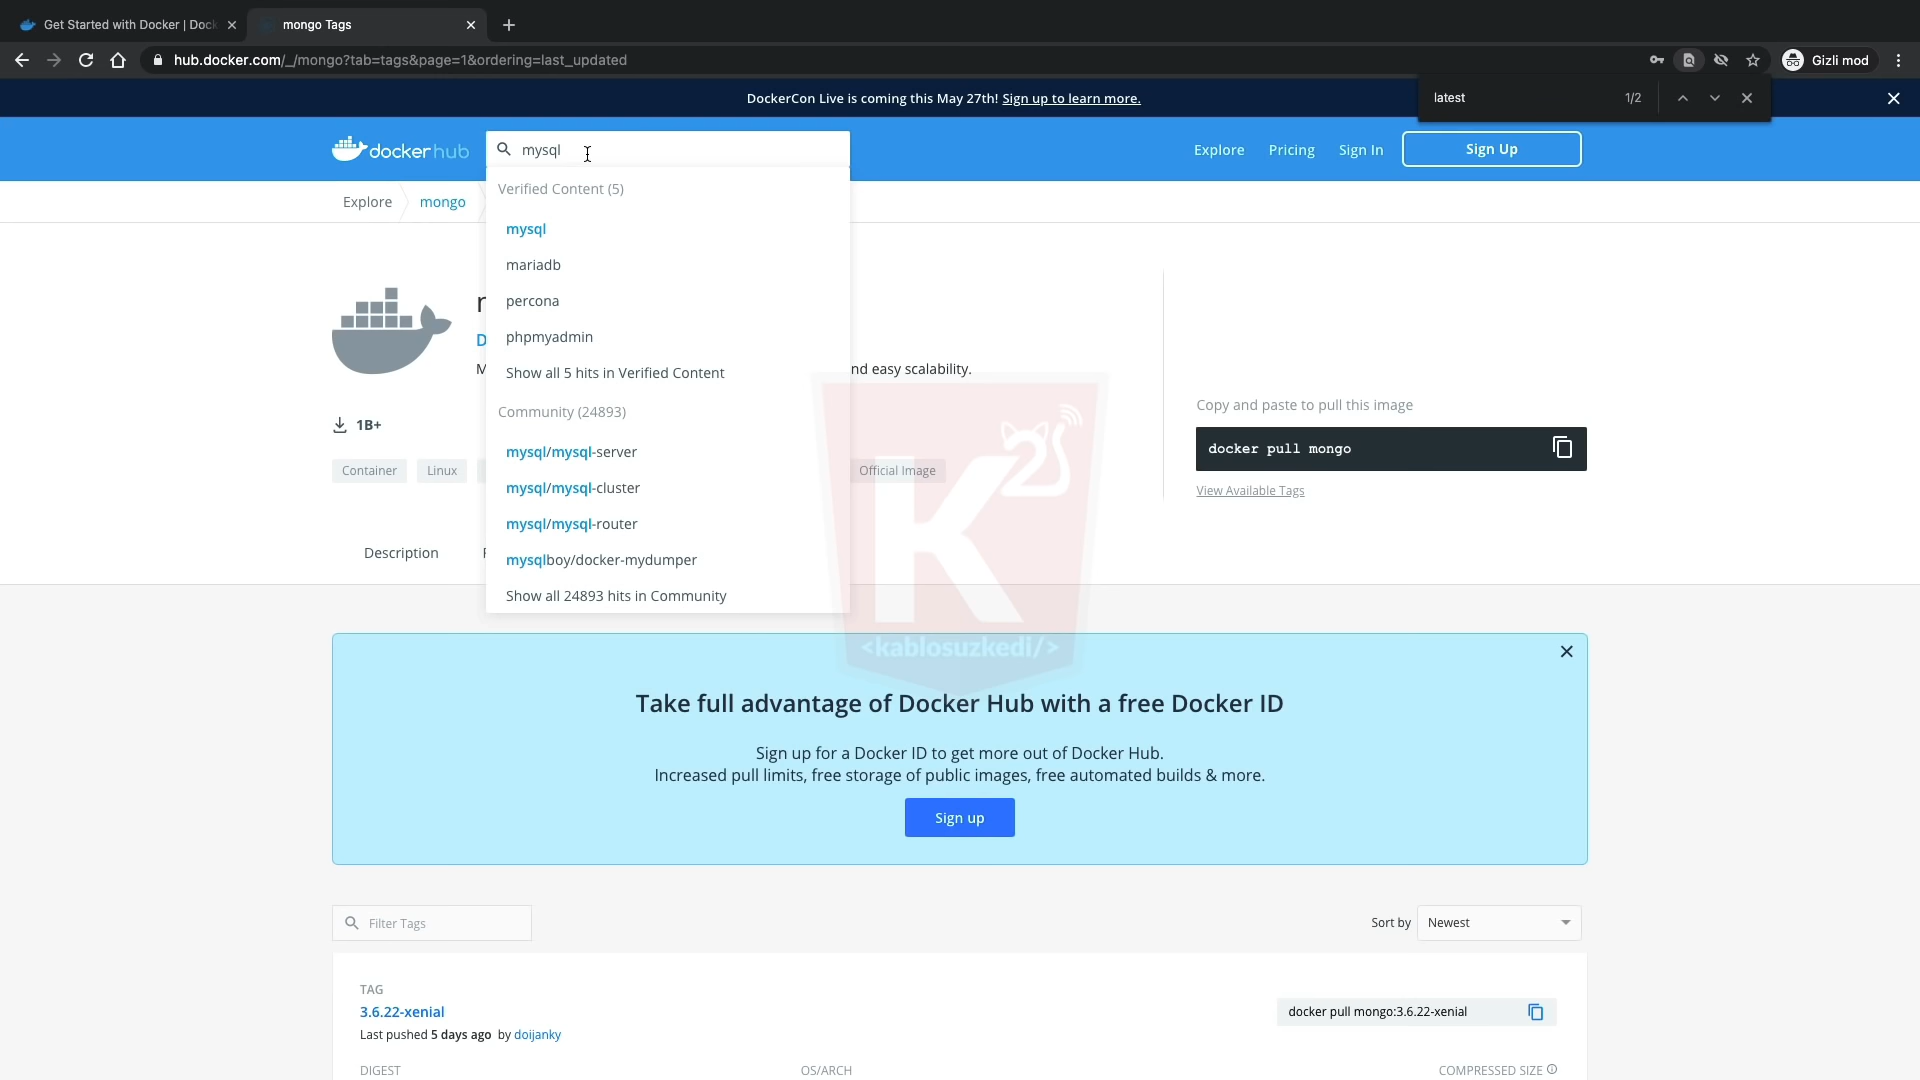 Get Started with Docker | Dock
mongo Tags
hub.docker.com/_/mongo?tab=tags&page=1&ordering=last_updated
Gizli mod
DockerCon Live is coming this May 27th! Sign up to learn more.
latest
1/2
docker hub
mysql
Explore
Pricing
Sign In
Sign Up
Explore
mongo
Verified Content (5)
mysql
mariadb
percona
phpmyadmin
Show all 5 hits in Verified Content
Community (24893)
mysql/mysql-server
mysql/mysql-cluster
mysql/mysql-router
mysqlboy/docker-mydumper
Show all 24893 hits in Community
nd easy scalability.
1B+
Container
Linux
Official Image
Copy and paste to pull this image
docker pull mongo
View Available Tags
Description
K
<kablosuzkedi/>
Take full advantage of Docker Hub with a free Docker ID
Sign up for a Docker ID to get more out of Docker Hub.
Increased pull limits, free storage of public images, free automated builds & more.
Sign up
Filter Tags
Sort by
Newest
TAG
3.6.22-xenial
Last pushed 5 days ago by doijanky
docker pull mongo:3.6.22-xenial
DIGEST
OS/ARCH
COMPRESSED SIZE